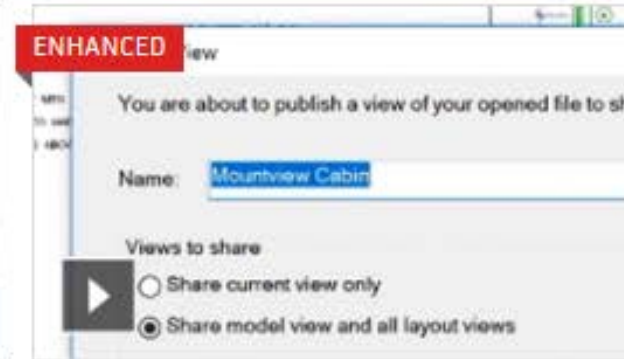 ENHANCED
iew
You are about to publish a view of your opened file to sh
Name: Mountview Cabin
Views to share
Share current view only
Share model view and all layout views